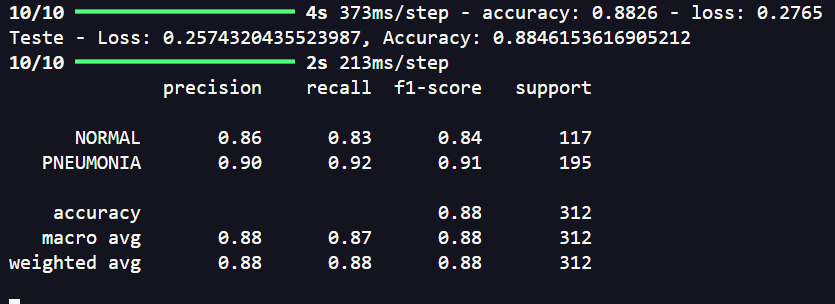 10/10 ━━━━━━━━━━━━━━━━━━━━ 4s 373ms/step - accuracy: 0.8826 - loss: 0.2765
Teste - Loss: 0.2574320435523987, Accuracy: 0.8846153616905212
10/10 ━━━━━━━━━━━━━━━━━━━━ 2s 213ms/step
              precision    recall  f1-score   support
      NORMAL       0.86      0.83      0.84       117
   PNEUMONIA       0.90      0.92      0.91       195
    accuracy                           0.88       312
   macro avg       0.88      0.87      0.88       312
weighted avg       0.88      0.88      0.88       312